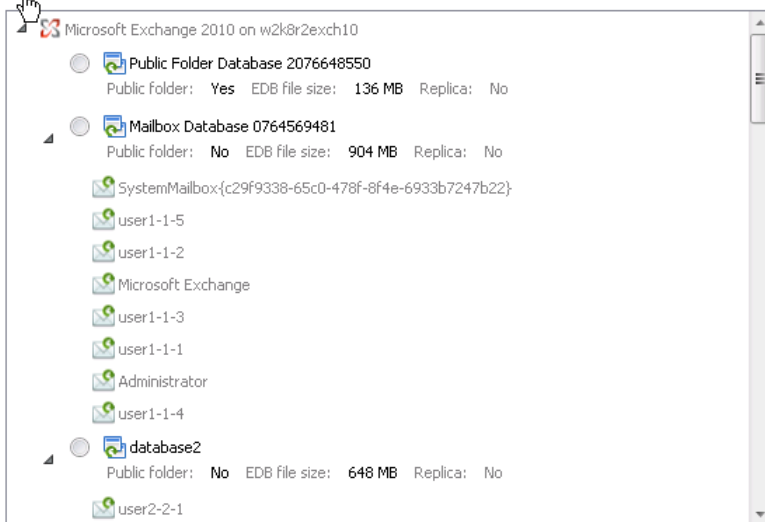 Microsoft Exchange 2010 on w2k8r2exch10
Public Folder Database 2076648550
Public folder: Yes EDB file size: 136 MB Replica: No
Mailbox Database 0764569481
Public folder: No EDB file size: 904 MB Replica: No
SystemMailbox{c29f9338-65c0-478f-8f4e-6933b7247b22}
user1-1-5
user1-1-2
Microsoft Exchange
user1-1-3
user1-1-1
Administrator
user1-1-4
database2
Public folder: No EDB file size: 648 MB Replica: No
user2-2-1